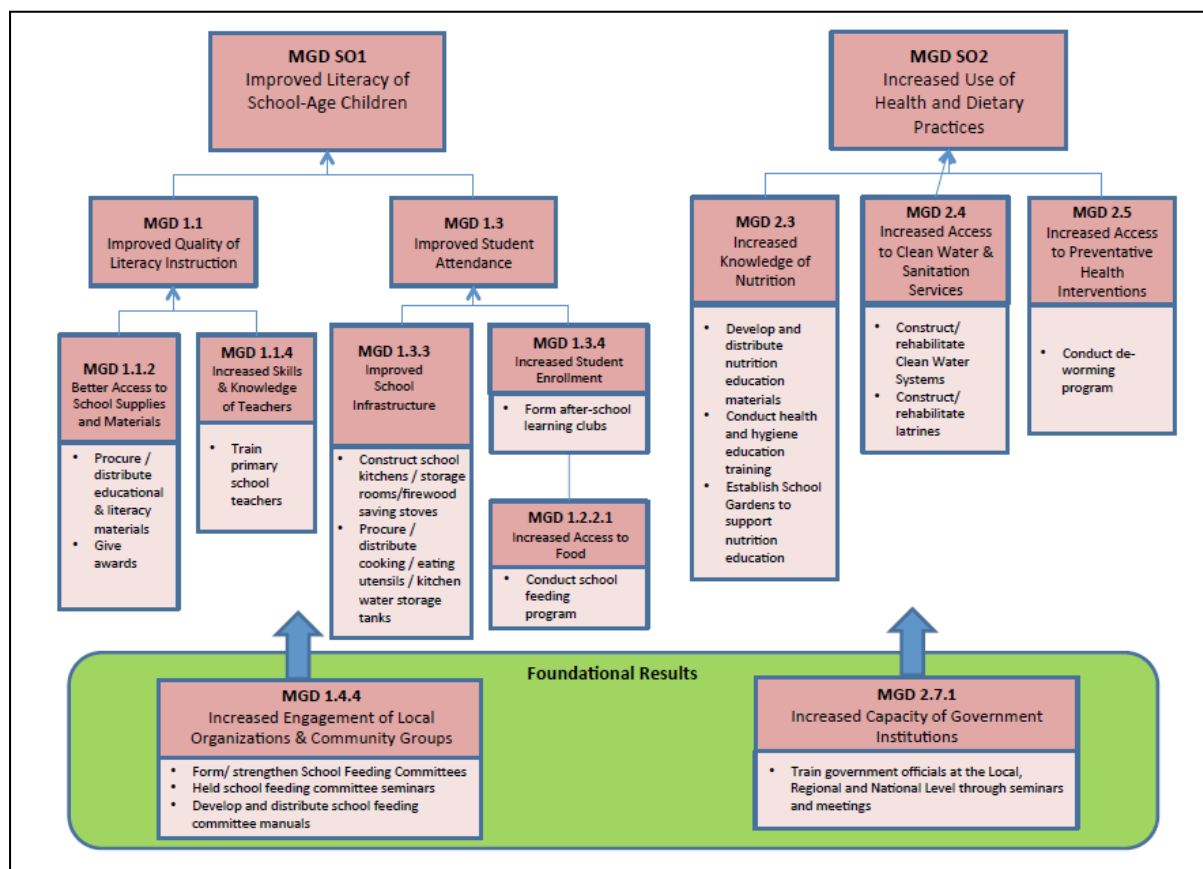 MGD SO1
Improved Literacy of
School-Age Children
MGD SO2
Increased Use of
Health and Dietary
Practices
MGD 1.1
Improved Quality of
Literacy Instruction
MGD 1.3
Improved Student
Attendance
MGD 2.3
Increased
Knowledge of
Nutrition
• Develop and
distribute
nutrition
education
materials
• Conduct health
and hygiene
education
training
• Establish School
Gardens to
support
nutrition
education
MGD 2.4
Increased Access
to Clean Water &
Sanitation
Services
• Construct/
rehabilitate
Clean Water
Systems
• Construct/
rehabilitate
latrines
MGD 2.5
Increased Access
to Preventative
Health
Interventions
• Conduct de-
worming
program
MGD 1.1.2
Better Access to
School Supplies
and Materials
• Procure /
distribute
educational
& literacy
materials
• Give
awards
MGD 1.1.4
Increased Skills
& Knowledge
of Teachers
• Train
primary
school
teachers
MGD 1.3.3
Improved
School
Infrastructure
• Construct school
kitchens / storage
rooms/firewood
saving stoves
• Procure /
distribute
cooking / eating
utensils / kitchen
water storage
tanks
MGD 1.3.4
Increased Student
Enrollment
• Form after-school
learning clubs
MGD 1.2.2.1
Increased Access to
Food
• Conduct school
feeding
program
Foundational Results
MGD 1.4.4
Increased Engagement of Local
Organizations & Community Groups
• Form/ strengthen School Feeding Committees
• Held school feeding committee seminars
• Develop and distribute school feeding
committee manuals
MGD 2.7.1
Increased Capacity of Government
Institutions
• Train government officials at the Local,
Regional and National Level through seminars
and meetings